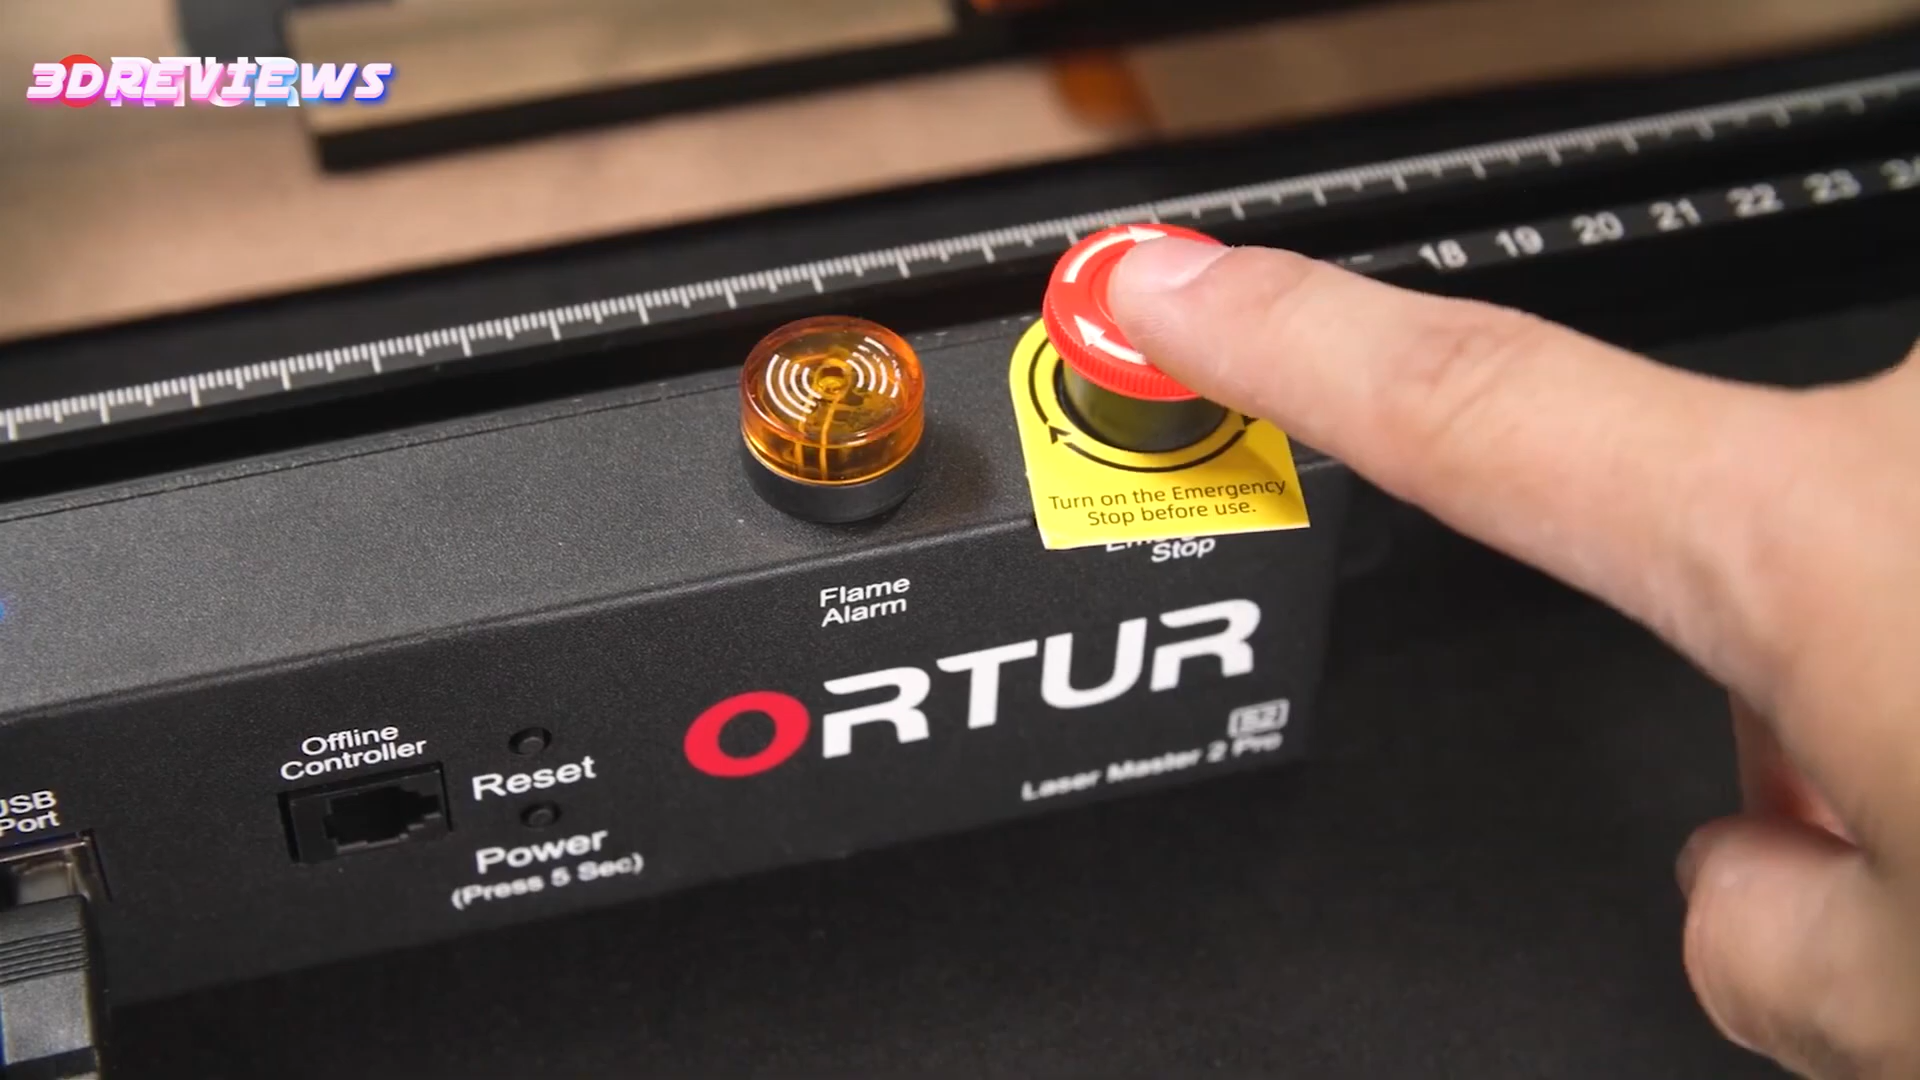 3DREVIEWS
18 19 20 21 22 23
Turn on the Emergency
Stop before use.
Stop
Flame
Alarm
ORTUR
S2
Laser Master 2 Pro
Offline
Controller
Reset
Power
(Press 5 Sec)
USB
Port